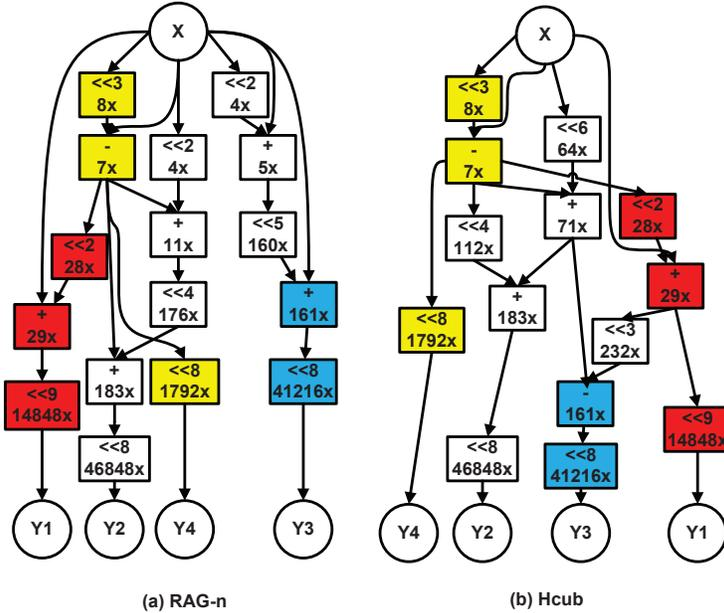 X
<<3
8x
<<2
4x
-
7x
<<2
4x
+
5x
<<2
28x
+
11x
<<5
160x
+
29x
<<4
176x
+
161x
<<9
14848x
+
183x
<<8
1792x
<<8
41216x
<<8
46848x
Y1
Y2
Y4
Y3
(a) RAG-n
X
<<3
8x
<<6
64x
-
7x
<<4
112x
+
71x
<<2
28x
+
183x
+
29x
<<8
1792x
<<3
232x
-
161x
<<9
14848x
<<8
46848x
<<8
41216x
Y4
Y2
Y3
Y1
(b) Hcub